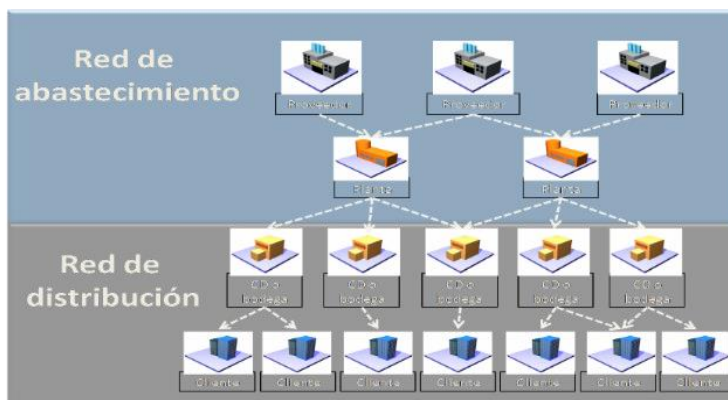 Red de
abastecimiento
Proveedor
Proveedor
Proveedor
Planta
Planta
Red de
distribución
CD o
bodega
CD o
bodega
CD o
bodega
CD o
bodega
CD o
bodega
Cliente
Cliente
Cliente
Cliente
Cliente
Cliente
Cliente